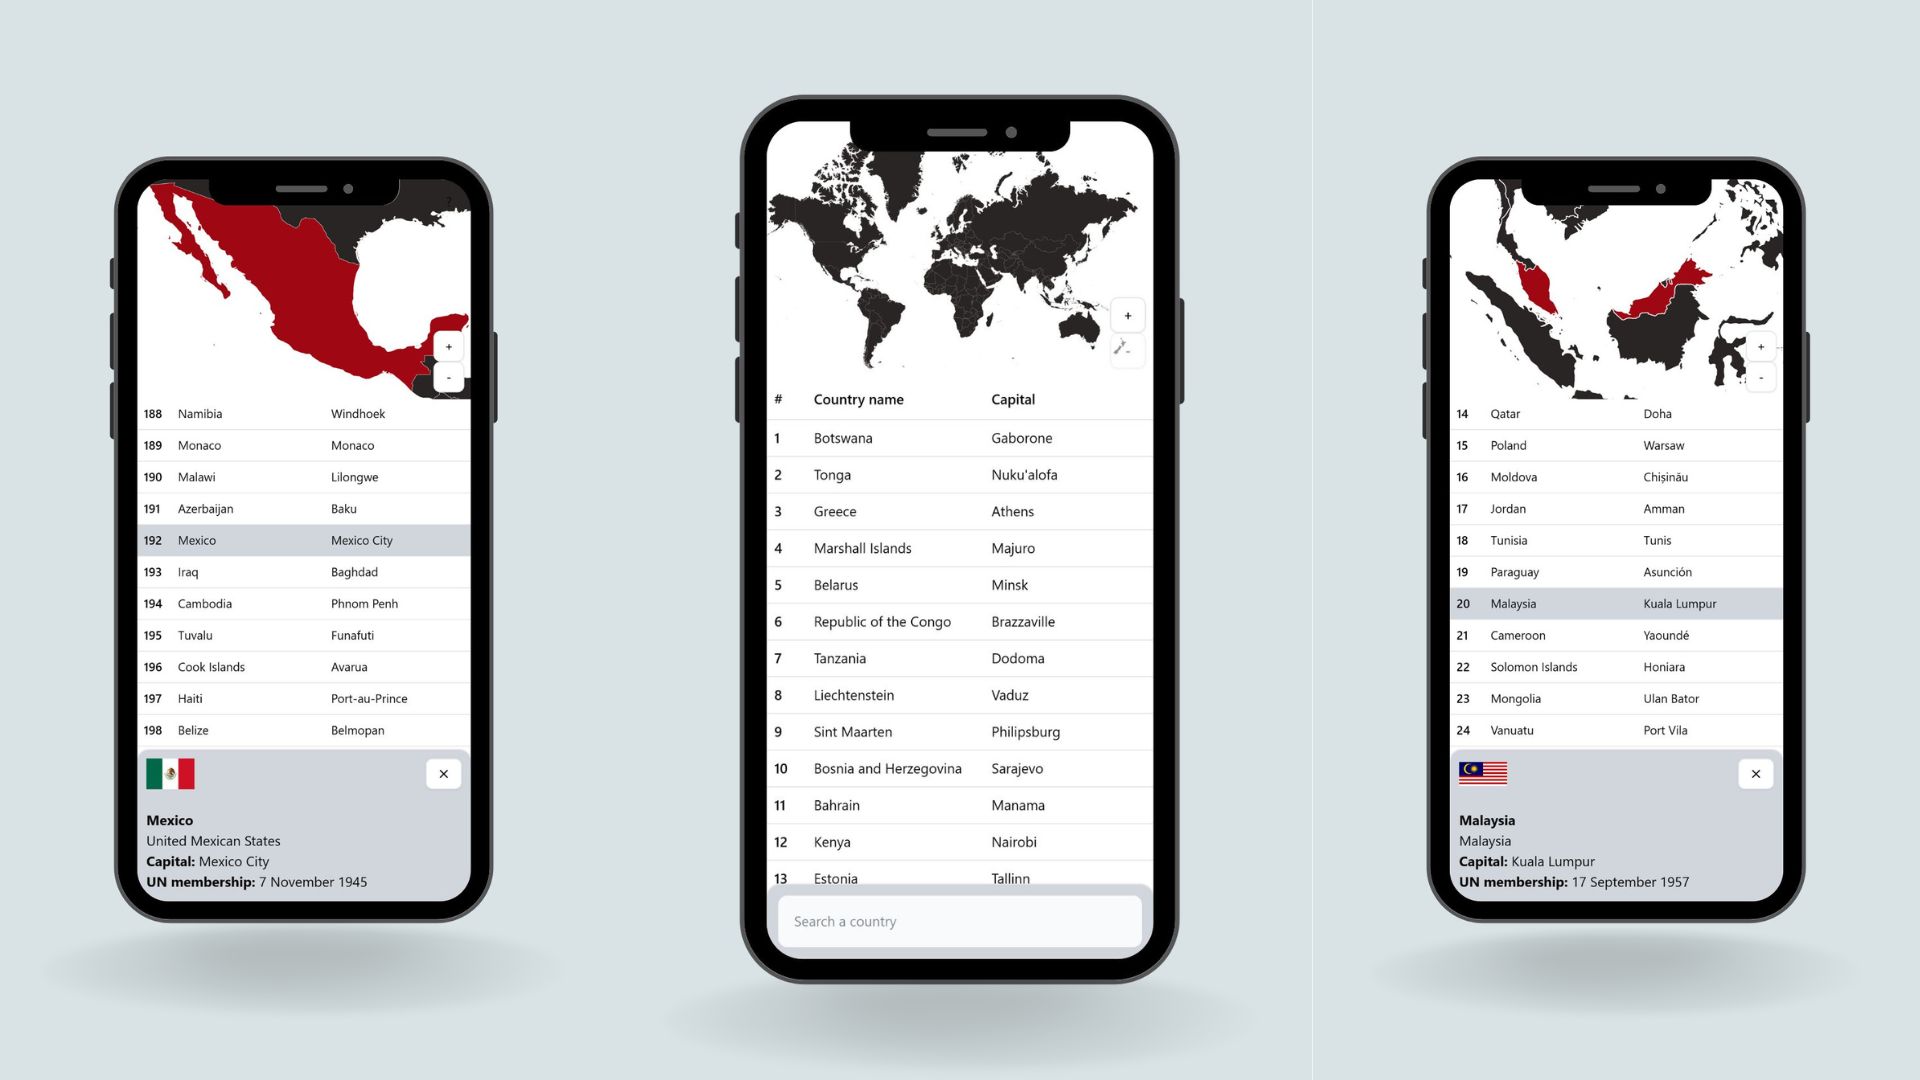 ?
+
-
188 Namibia Windhoek
189 Monaco Monaco
190 Malawi Lilongwe
191 Azerbaijan Baku
192 Mexico Mexico City
193 Iraq Baghdad
194 Cambodia Phnom Penh
195 Tuvalu Funafuti
196 Cook Islands Avarua
197 Haiti Port-au-Prince
198 Belize Belmopan
×
Mexico
United Mexican States
Capital: Mexico City
UN membership: 7 November 1945
+
-
# Country name Capital
1 Botswana Gaborone
2 Tonga Nuku'alofa
3 Greece Athens
4 Marshall Islands Majuro
5 Belarus Minsk
6 Republic of the Congo Brazzaville
7 Tanzania Dodoma
8 Liechtenstein Vaduz
9 Sint Maarten Philipsburg
10 Bosnia and Herzegovina Sarajevo
11 Bahrain Manama
12 Kenya Nairobi
13 Estonia Tallinn
Search a country
+
-
14 Qatar Doha
15 Poland Warsaw
16 Moldova Chișinău
17 Jordan Amman
18 Tunisia Tunis
19 Paraguay Asunción
20 Malaysia Kuala Lumpur
21 Cameroon Yaoundé
22 Solomon Islands Honiara
23 Mongolia Ulan Bator
24 Vanuatu Port Vila
×
Malaysia
Malaysia
Capital: Kuala Lumpur
UN membership: 17 September 1957